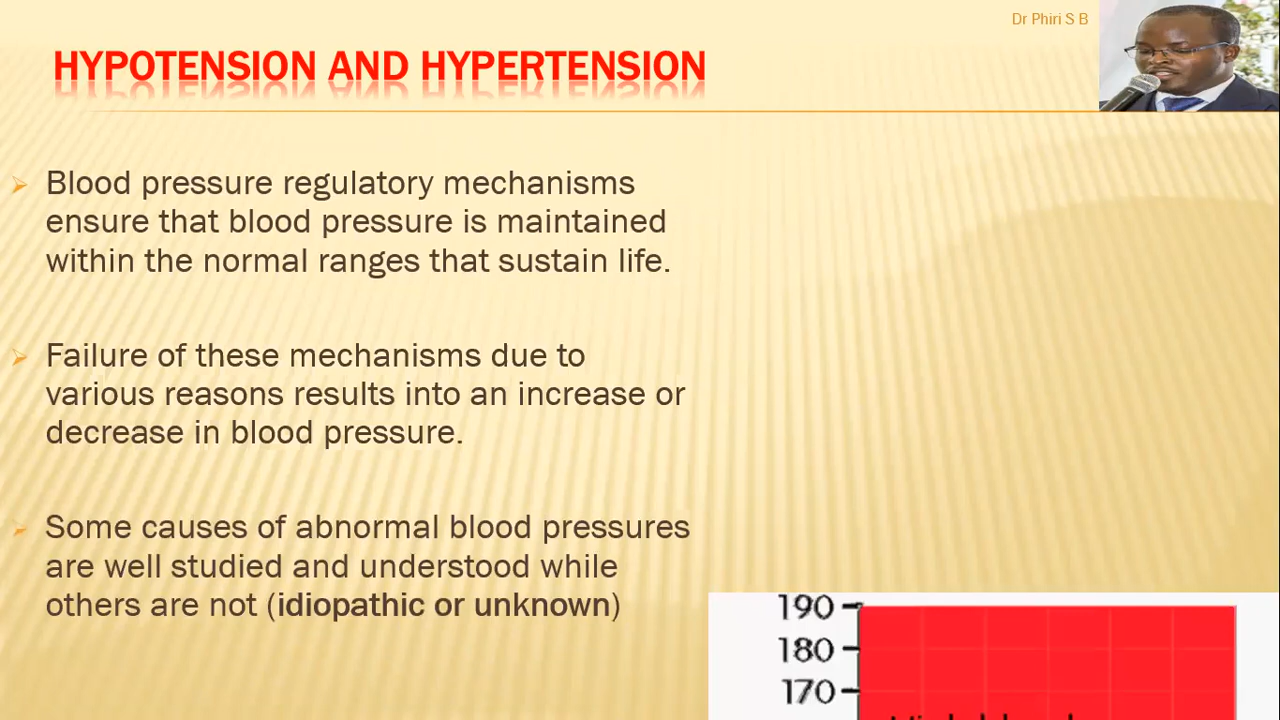 Dr Phiri S B
HYPOTENSION AND HYPERTENSION
Blood pressure regulatory mechanisms
ensure that blood pressure is maintained
within the normal ranges that sustain life.
Failure of these mechanisms due to
various reasons results into an increase or
decrease in blood pressure.
Some causes of abnormal blood pressures
are well studied and understood while
others are not (idiopathic or unknown)
190
180
170